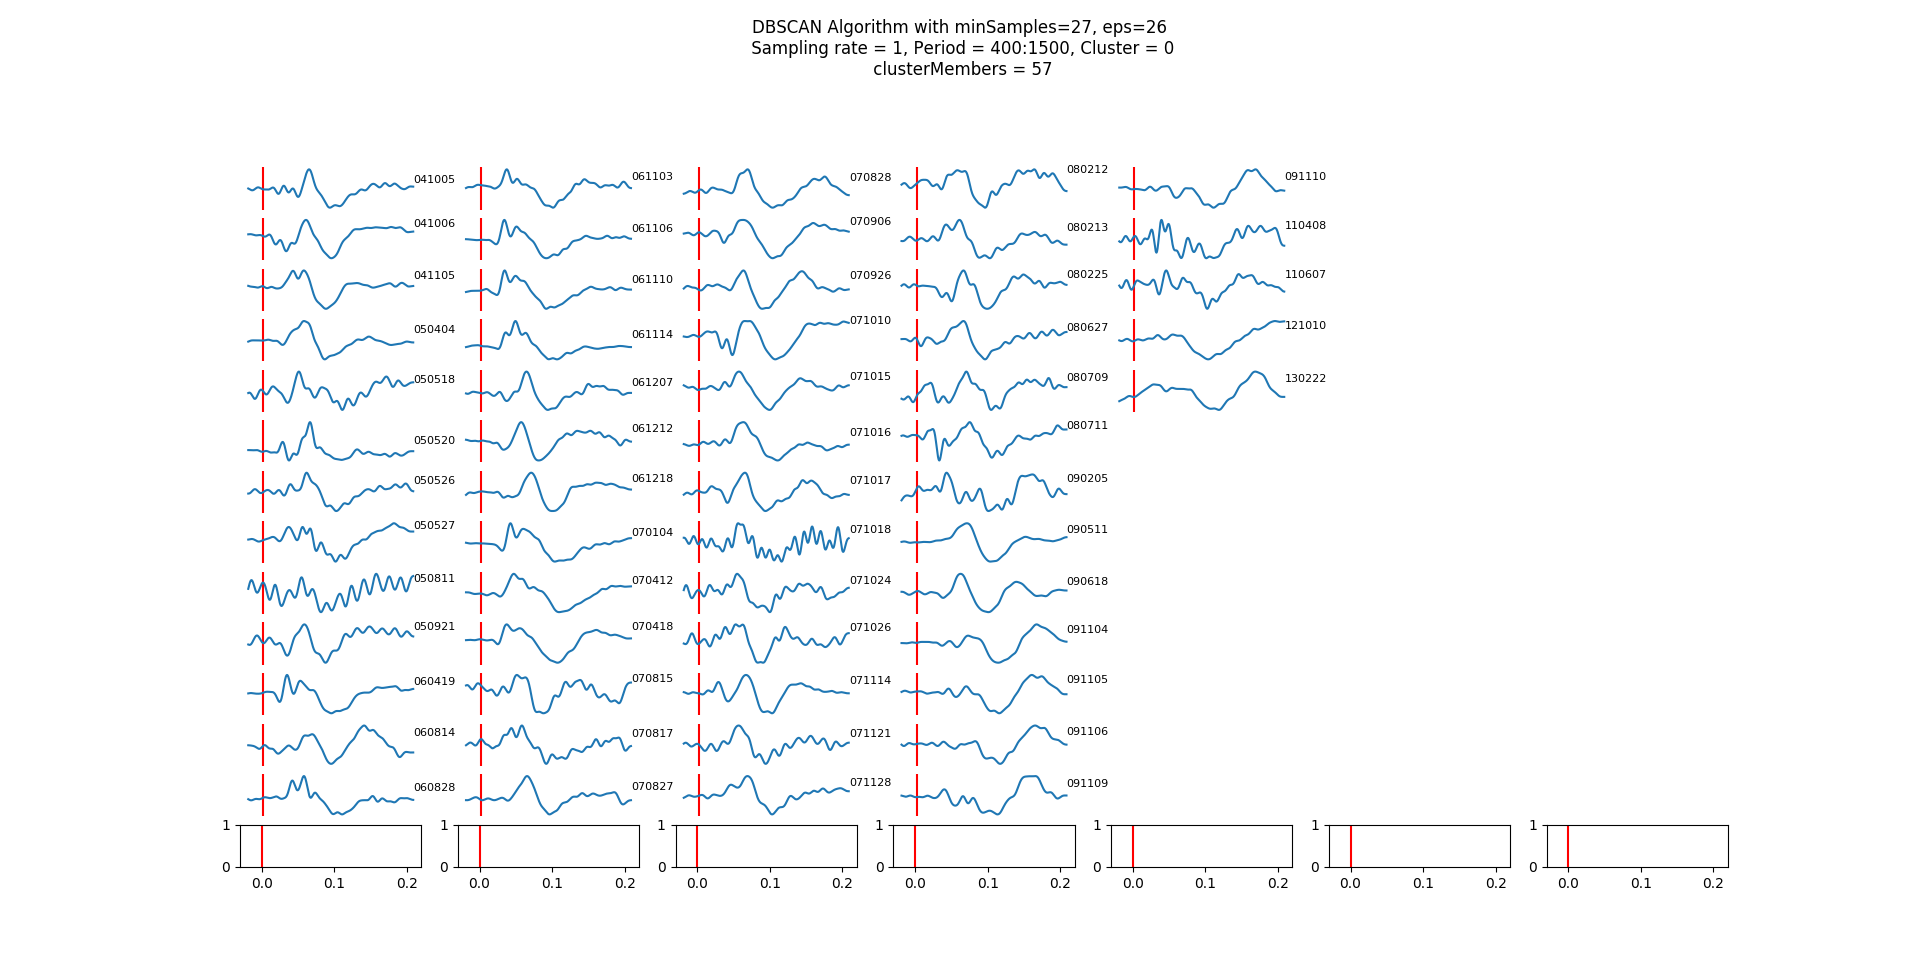 DBSCAN Algorithm with minSamples=27, eps=26
Sampling rate = 1, Period = 400:1500, Cluster = 0
clusterMembers = 57
041005 061103 070828 080212 091110
041006 061106 070906 080213 110408
041105 061110 070926 080225 110607
050404 061114 071010 080627 121010
050518 061207 071015 080709 130222
050520 061212 071016 080711
050526 061218 071017 090205
050527 070104 071018 090511
050811 070412 071024 090618
050921 070418 071026 091104
060419 070815 071114 091105
060814 070817 071121 091106
060828 070827 071128 091109
1 1 1 1 1 1 1
0 0 0 0 0 0 0
0.0 0.1 0.2 0.0 0.1 0.2 0.0 0.1 0.2 0.0 0.1 0.2 0.0 0.1 0.2 0.0 0.1 0.2 0.0 0.1 0.2